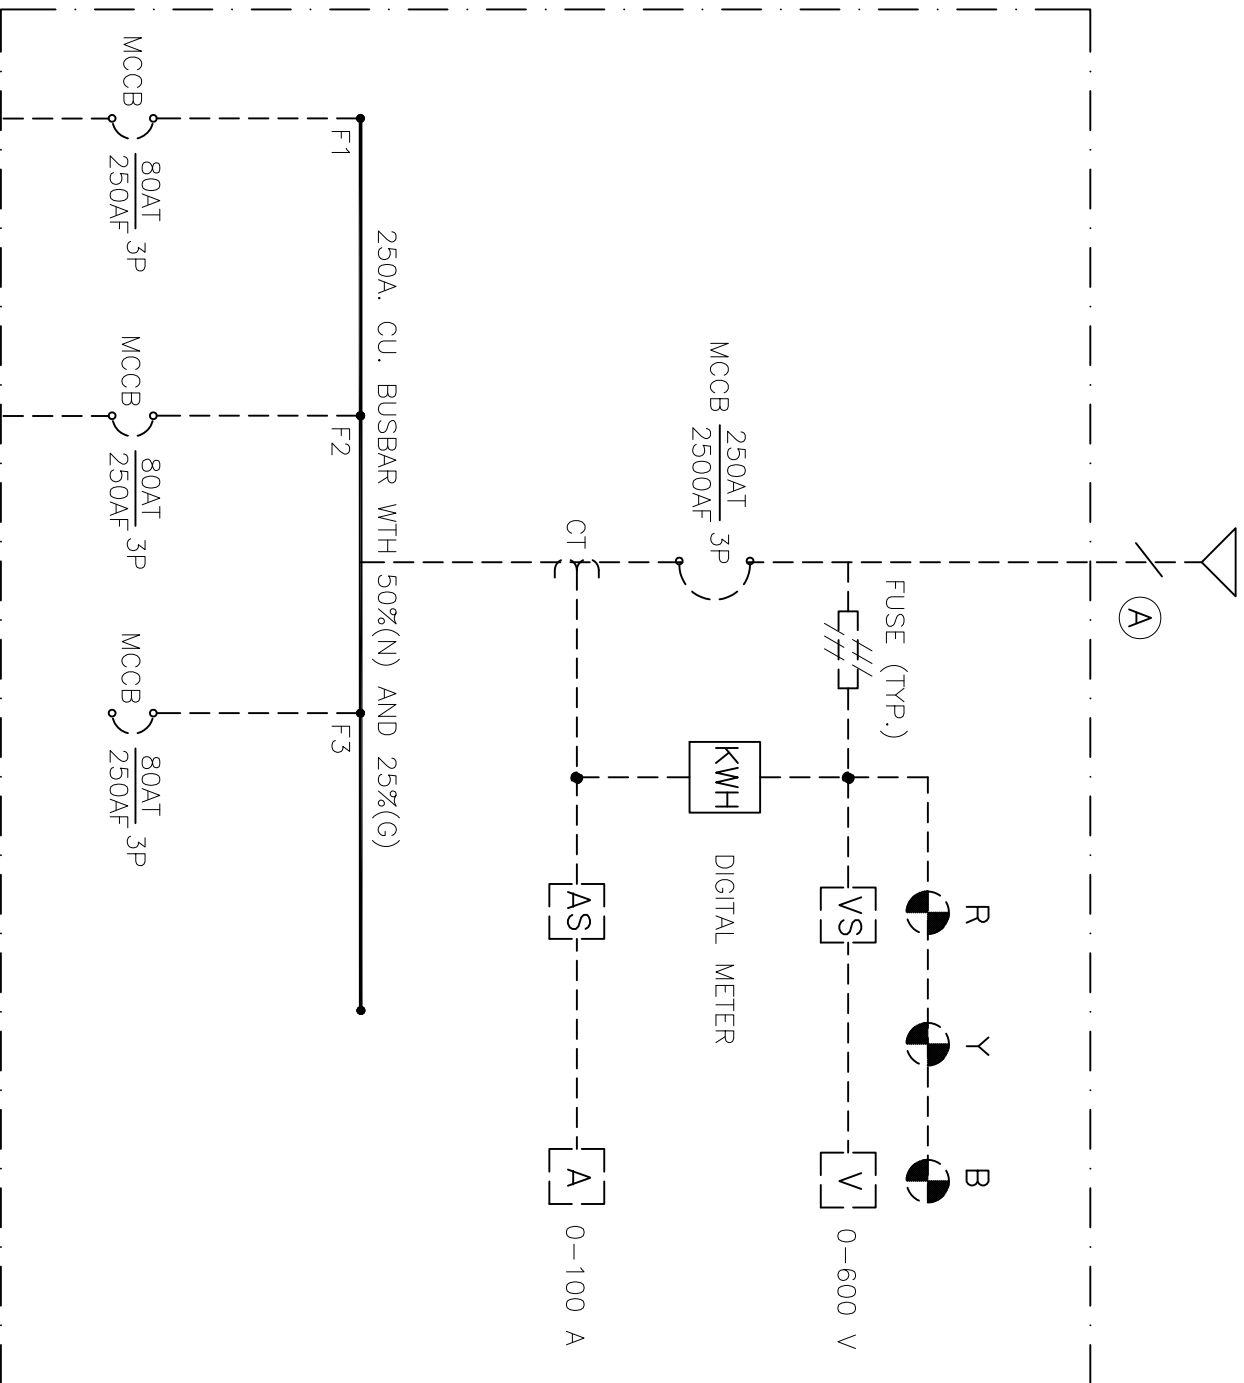 A
FUSE (TYP.)
R
Y
B
VS
V
0-600 V
MCCB
250AT
2500AF
3P
KWH
DIGITAL METER
CT
AS
A
0-100 A
250A. CU. BUSBAR WTH 50%(N) AND 25%(G)
F1
F2
F3
MCCB
80AT
250AF
3P
MCCB
80AT
250AF
3P
MCCB
80AT
250AF
3P